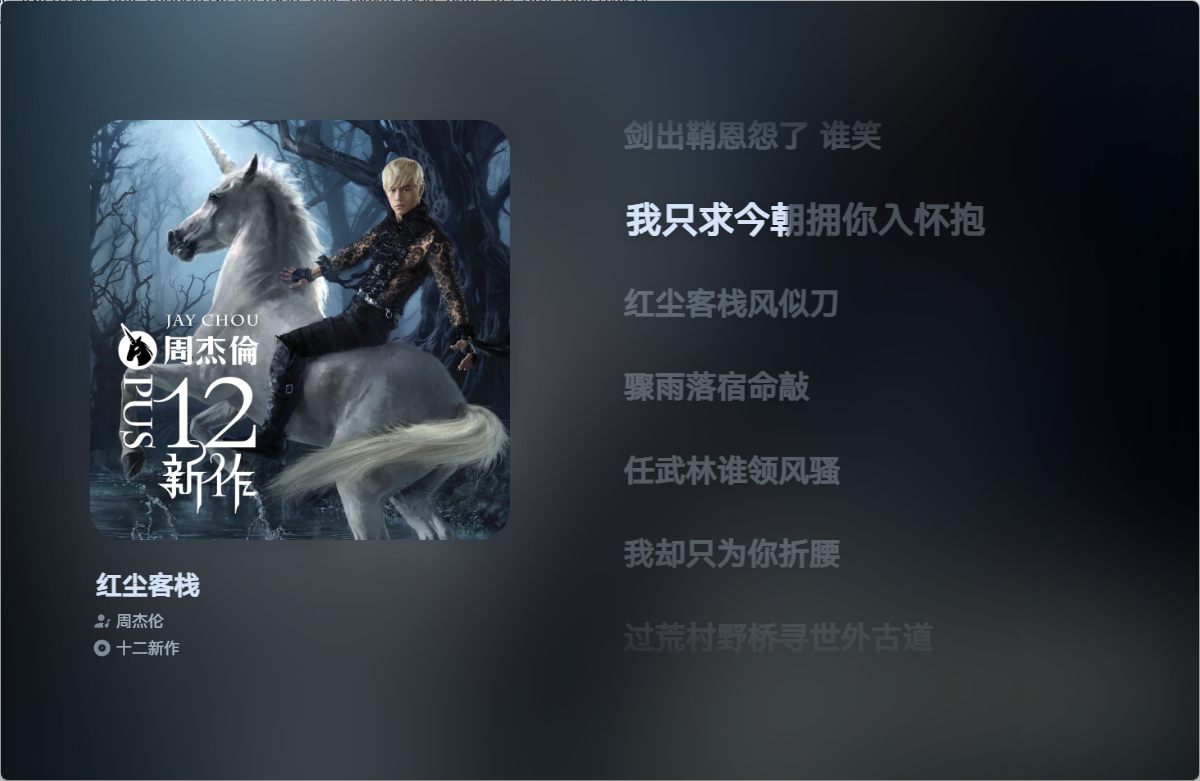 JAY CHOU
周杰倫
OPUS
12
新作
红尘客栈
周杰伦
十二新作
剑出鞘恩怨了 谁笑
我只求今朝拥你入怀抱
红尘客栈风似刀
骤雨落宿命敲
任武林谁领风骚
我却只为你折腰
过荒村野桥寻世外古道